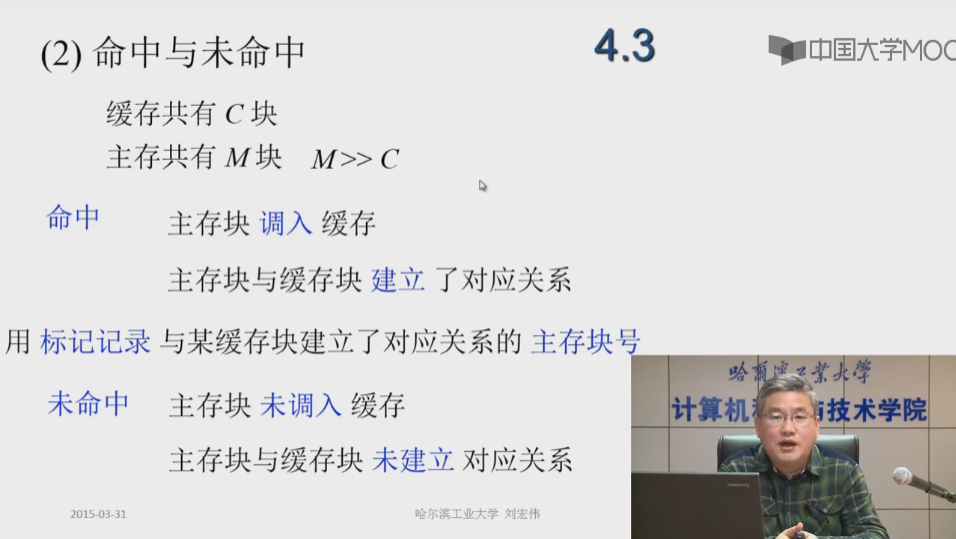 (2) 命中与未命中
4.3
中国大学MOO
缓存共有 C 块
主存共有 M 块 M >> C
命中 主存块 调入 缓存
主存块与缓存块 建立 了对应关系
用 标记记录 与某缓存块建立了对应关系的 主存块号
未命中 主存块 未调入 缓存
主存块与缓存块 未建立 对应关系
哈尔滨工业大学
计算机科 与技术学院
2015-03-31
哈尔滨工业大学 刘宏伟